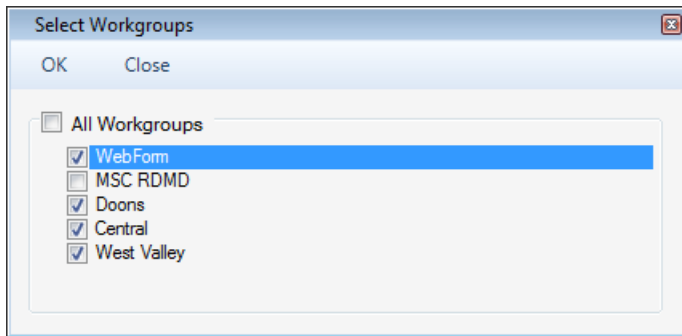 Select Workgroups
OK Close
All Workgroups
WebForm
MSC RDMD
Doons
Central
West Valley